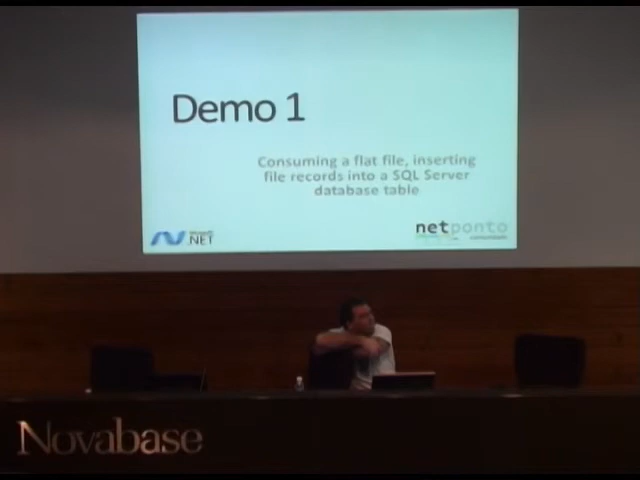 Demo 1
Consuming a flat file, inserting
file records into a SQL Server
database table
.NET
netponto
Novabase